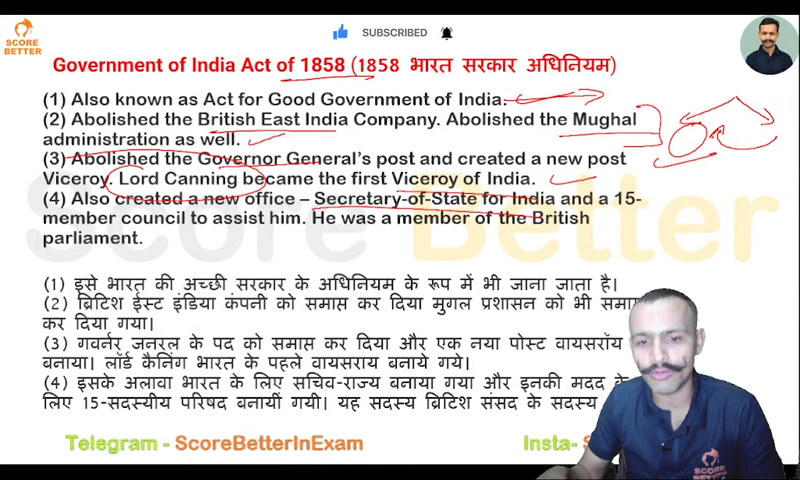 SCORE
BETTER
SUBSCRIBED
Government of India Act of 1858 (1858 भारत सरकार अधिनियम)
(1) Also known as Act for Good Government of India.
(2) Abolished the British East India Company. Abolished the Mughal
administration as well.
(3) Abolished the Governor General's post and created a new post
Viceroy. Lord Canning became the first Viceroy of India.
(4) Also created a new office – Secretary-of-State for India and a 15-
member council to assist him. He was a member of the British
parliament.
Score Better
(1) इसे भारत की अच्छी सरकार के अधिनियम के रूप में भी जाना जाता है।
(2) ब्रिटिश ईस्ट इंडिया कंपनी को समाप्त कर दिया मुगल प्रशासन को भी
कर दिया गया।
(3) गवर्नर जनरल के पद को समाप्त कर दिया और एक नया पोस्ट वायसरॉय
बनाया। लॉर्ड कैनिंग भारत के पहले वायसराय बनाये गये।
(4) इसके अलावा भारत के लिए सचिव-राज्य बनाया गया और इनकी मदद के
लिए 15-सदस्यीय परिषद बनायीं गयी। यह सदस्य ब्रिटिश संसद के सदस्य
Telegram - ScoreBetterInExam
Insta-
SCORE
BETTER